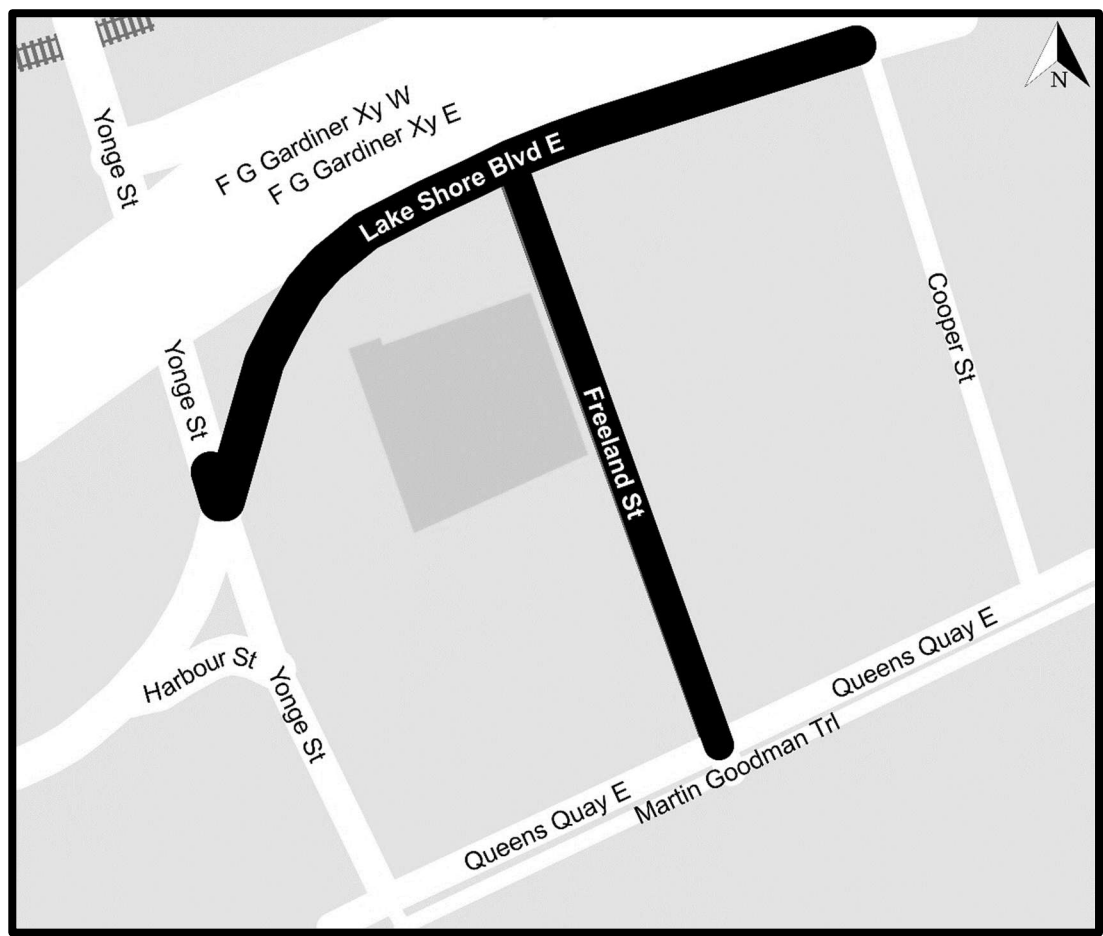 N
Yonge St
F G Gardiner Xy W
F G Gardiner Xy E
Lake Shore Blvd E
Yonge St
Cooper St
Freeland St
Harbour St
Yonge St
Queens Quay E
Martin Goodman Trl
Queens Quay E